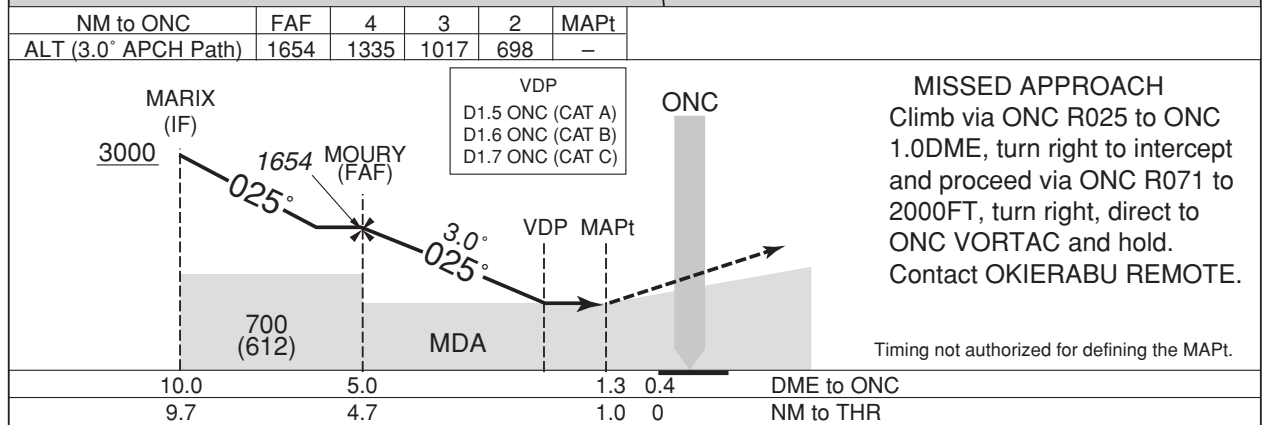 NM to ONC FAF 4 3 2 MAPt
ALT (3.0° APCH Path) 1654 1335 1017 698 –
VDP
D1.5 ONC (CAT A)
D1.6 ONC (CAT B)
D1.7 ONC (CAT C)
MARIX
(IF)
3000
025°
1654
MOURY
(FAF)
3.0°
025°
VDP
MAPt
ONC
700
(612)
MDA
MISSED APPROACH
Climb via ONC R025 to ONC
1.0DME, turn right to intercept
and proceed via ONC R071 to
2000FT, turn right, direct to
ONC VORTAC and hold.
Contact OKIERABU REMOTE.
Timing not authorized for defining the MAPt.
10.0 5.0 1.3 0.4 DME to ONC
9.7 4.7 1.0 0 NM to THR